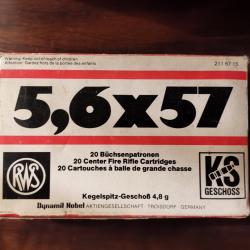 Warning: Keep out of reach of children
Attention: Gardez hors de la portée des enfants
211 67 15
5,6x57
RWS
20 Büchsenpatronen
20 Center Fire Rifle Cartridges
20 Cartouches à balle de grande chasse
KS
GESCHOSS
Kegelspitz-Geschoß 4,8 g
Dynamit Nobel AKTIENGESELLSCHAFT · TROISDORF · GERMANY